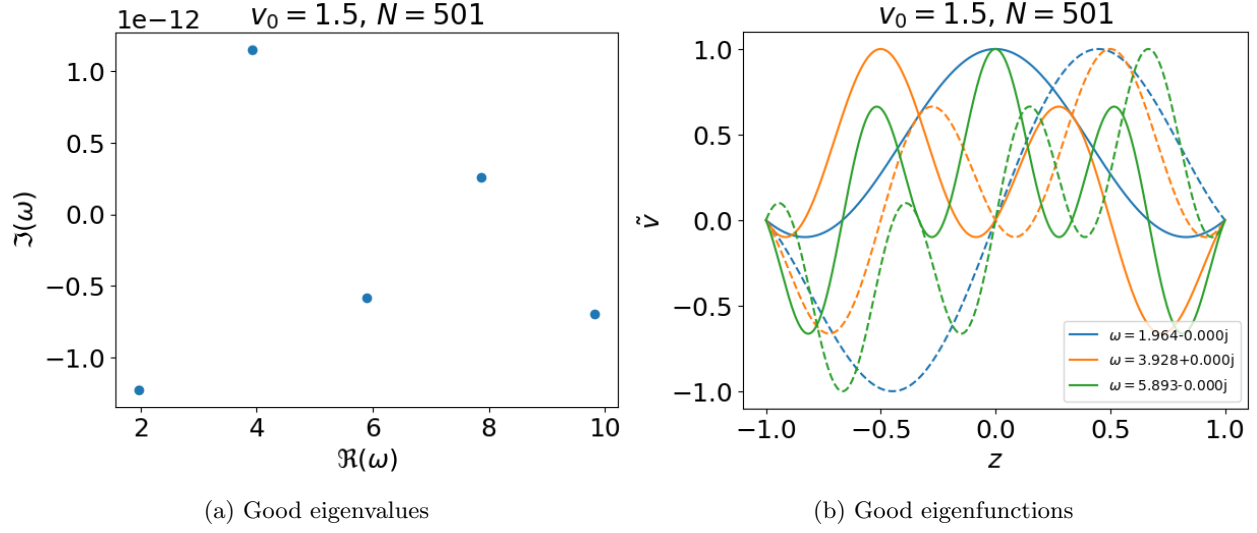 1e−12 v₀ = 1.5, N = 501
1.0
0.5
0.0
−0.5
−1.0
ℑ(ω)
2 4 6 8 10
ℜ(ω)
(a) Good eigenvalues
v₀ = 1.5, N = 501
1.0
0.5
0.0
−0.5
−1.0
ṽ
ω = 1.964-0.000j
ω = 3.928+0.000j
ω = 5.893-0.000j
−1.0 −0.5 0.0 0.5 1.0
z
(b) Good eigenfunctions